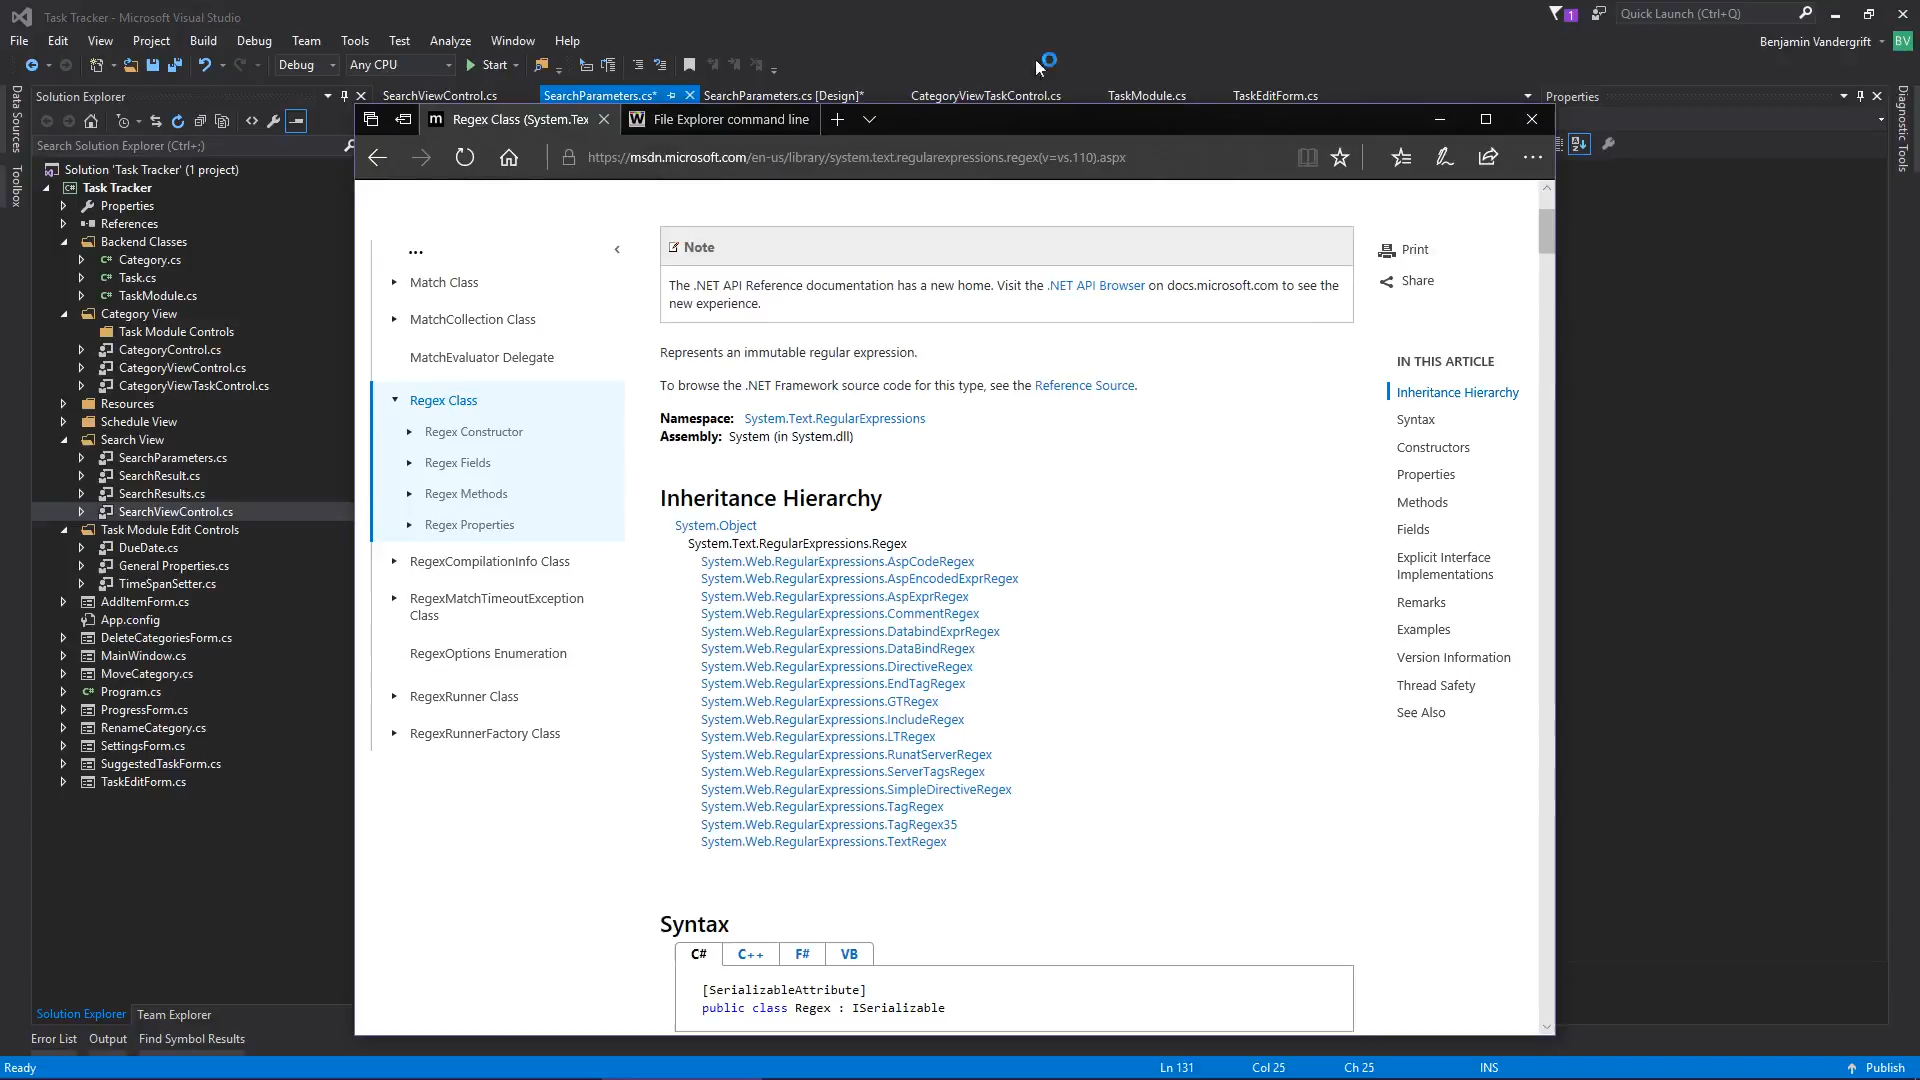 Task Tracker - Microsoft Visual Studio
1
Quick Launch (Ctrl+Q)
File Edit View Project Build Debug Team Tools Test Analyze Window Help
Benjamin Vandergrift BV
Debug Any CPU Start
Data Sources
Toolbox
Solution Explorer
SearchViewControl.cs SearchParameters.cs* SearchParameters.cs [Design]* CategoryViewTaskControl.cs TaskModule.cs TaskEditForm.cs
Properties
Diagnostic Tools
Search Solution Explorer (Ctrl+;)
Solution 'Task Tracker' (1 project)
Task Tracker
Properties
References
Backend Classes
Category.cs
Task.cs
TaskModule.cs
Category View
Task Module Controls
CategoryControl.cs
CategoryViewControl.cs
CategoryViewTaskControl.cs
Resources
Schedule View
Search View
SearchParameters.cs
SearchResult.cs
SearchResults.cs
SearchViewControl.cs
Task Module Edit Controls
DueDate.cs
General Properties.cs
TimeSpanSetter.cs
AddItemForm.cs
App.config
DeleteCategoriesForm.cs
MainWindow.cs
MoveCategory.cs
Program.cs
ProgressForm.cs
RenameCategory.cs
SettingsForm.cs
SuggestedTaskForm.cs
TaskEditForm.cs
Solution Explorer Team Explorer
Error List Output Find Symbol Results
Regex Class (System.Tex
File Explorer command line
https://msdn.microsoft.com/en-us/library/system.text.regularexpressions.regex(v=vs.110).aspx
...
Match Class
MatchCollection Class
MatchEvaluator Delegate
Regex Class
Regex Constructor
Regex Fields
Regex Methods
Regex Properties
RegexCompilationInfo Class
RegexMatchTimeoutException
Class
RegexOptions Enumeration
RegexRunner Class
RegexRunnerFactory Class
Note
The .NET API Reference documentation has a new home. Visit the .NET API Browser on docs.microsoft.com to see the
new experience.
Represents an immutable regular expression.
To browse the .NET Framework source code for this type, see the Reference Source.
Namespace: System.Text.RegularExpressions
Assembly: System (in System.dll)
Inheritance Hierarchy
System.Object
System.Text.RegularExpressions.Regex
System.Web.RegularExpressions.AspCodeRegex
System.Web.RegularExpressions.AspEncodedExprRegex
System.Web.RegularExpressions.AspExprRegex
System.Web.RegularExpressions.CommentRegex
System.Web.RegularExpressions.DatabindExprRegex
System.Web.RegularExpressions.DataBindRegex
System.Web.RegularExpressions.DirectiveRegex
System.Web.RegularExpressions.EndTagRegex
System.Web.RegularExpressions.GTRegex
System.Web.RegularExpressions.IncludeRegex
System.Web.RegularExpressions.LTRegex
System.Web.RegularExpressions.RunatServerRegex
System.Web.RegularExpressions.ServerTagsRegex
System.Web.RegularExpressions.SimpleDirectiveRegex
System.Web.RegularExpressions.TagRegex
System.Web.RegularExpressions.TagRegex35
System.Web.RegularExpressions.TextRegex
Syntax
C# C++ F# VB
[SerializableAttribute]
public class Regex : ISerializable
Print
Share
IN THIS ARTICLE
Inheritance Hierarchy
Syntax
Constructors
Properties
Methods
Fields
Explicit Interface
Implementations
Remarks
Examples
Version Information
Thread Safety
See Also
Ready Ln 131 Col 25 Ch 25 INS Publish